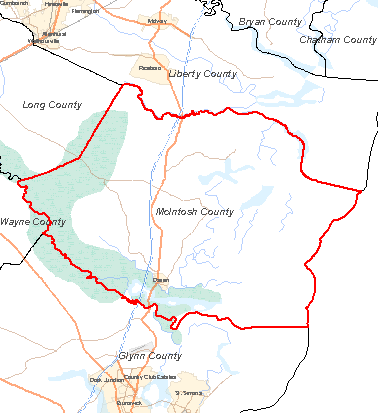 Hinesville
Flemington
Midway
Bryan County
Allenhurst
Walthourville
Chatham County
Riceboro
Liberty County
Long County
McIntosh County
Wayne County
Darien
Glynn County
Dock Junction
Country Club Estates
St. Simons
Brunswick